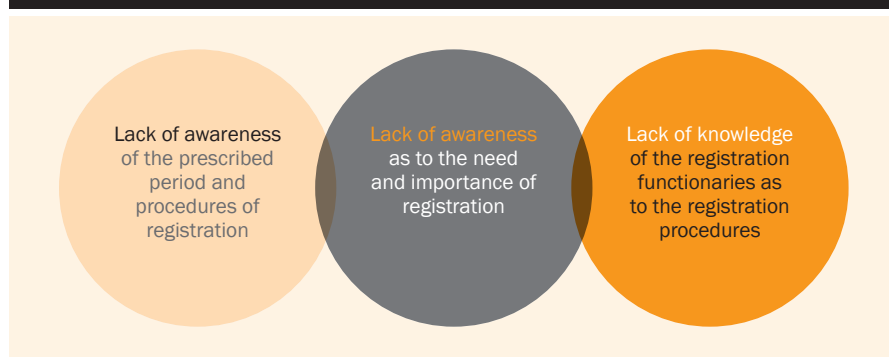 Lack of awareness
of the prescribed
period and
procedures of
registration
Lack of awareness
as to the need
and importance of
registration
Lack of knowledge
of the registration
functionaries as
to the registration
procedures